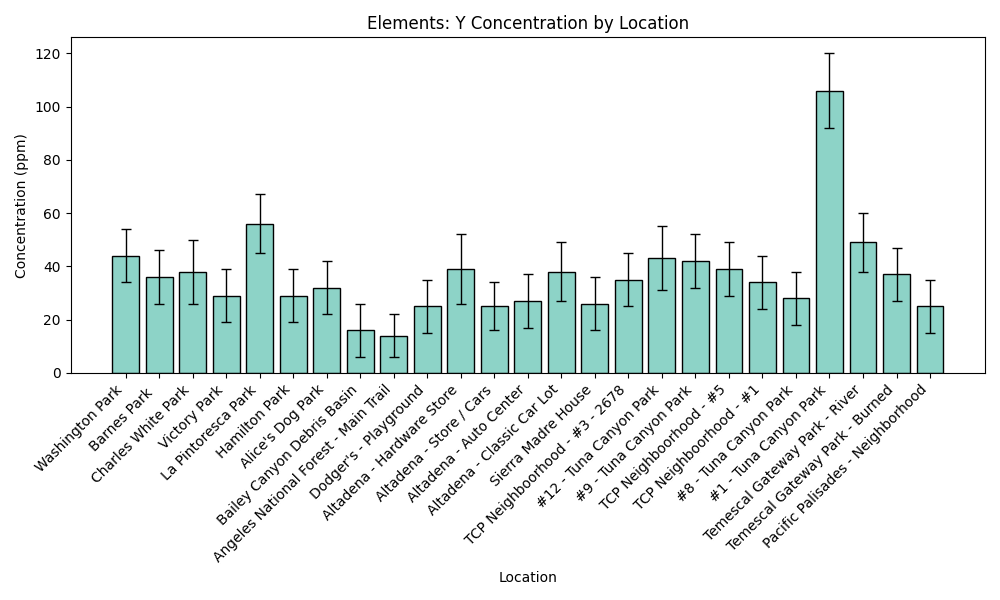 Elements: Y Concentration by Location
Concentration (ppm)
120
100
80
60
40
20
0
Washington Park
Barnes Park
Charles White Park
Victory Park
La Pintoresca Park
Hamilton Park
Alice's Dog Park
Bailey Canyon Debris Basin
Angeles National Forest - Main Trail
Dodger's - Playground
Altadena - Hardware Store
Altadena - Store / Cars
Altadena - Auto Center
Altadena - Classic Car Lot
Sierra Madre House
TCP Neighboorhood - #3 - 2678
#12 - Tuna Canyon Park
#9 - Tuna Canyon Park
TCP Neighboorhood - #5
TCP Neighboorhood - #1
#8 - Tuna Canyon Park
#1 - Tuna Canyon Park
Temescal Gateway Park - River
Temescal Gateway Park - Burned
Pacific Palisades - Neighborhood
Location